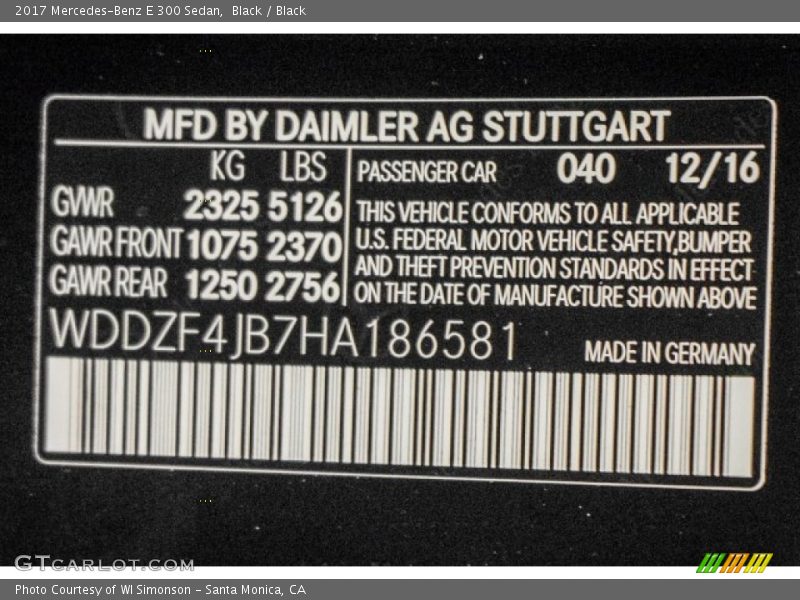 2017 Mercedes-Benz E 300 Sedan, Black / Black
MFD BY DAIMLER AG STUTTGART
KG LBS
GWR 2325 5126
GAWR FRONT 1075 2370
GAWR REAR 1250 2756
PASSENGER CAR 040 12/16
THIS VEHICLE CONFORMS TO ALL APPLICABLE
U.S. FEDERAL MOTOR VEHICLE SAFETY, BUMPER
AND THEFT PREVENTION STANDARDS IN EFFECT
ON THE DATE OF MANUFACTURE SHOWN ABOVE
WDDZF4JB7HA186581
MADE IN GERMANY
GTCARLOT.COM
Photo Courtesy of WI Simonson - Santa Monica, CA